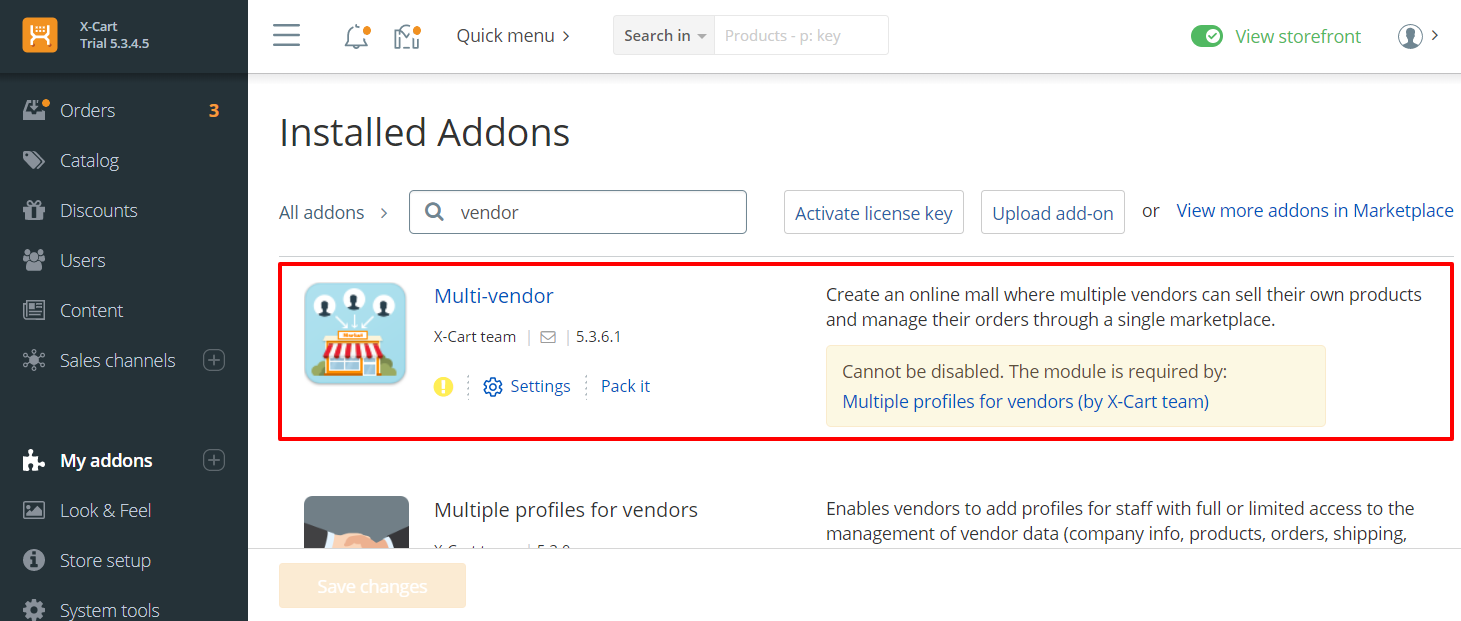 X-Cart
Trial 5.3.4.5
Quick menu
Search in
Products - p: key
View storefront
Orders 3
Catalog
Discounts
Users
Content
Sales channels
My addons
Look & Feel
Store setup
System tools
Installed Addons
All addons
vendor
Activate license key
Upload add-on
or
View more addons in Marketplace
Multi-vendor
X-Cart team
5.3.6.1
Settings
Pack it
Create an online mall where multiple vendors can sell their own products
and manage their orders through a single marketplace.
Cannot be disabled. The module is required by:
Multiple profiles for vendors (by X-Cart team)
Multiple profiles for vendors
Enables vendors to add profiles for staff with full or limited access to the
management of vendor data (company info, products, orders, shipping,
Save changes